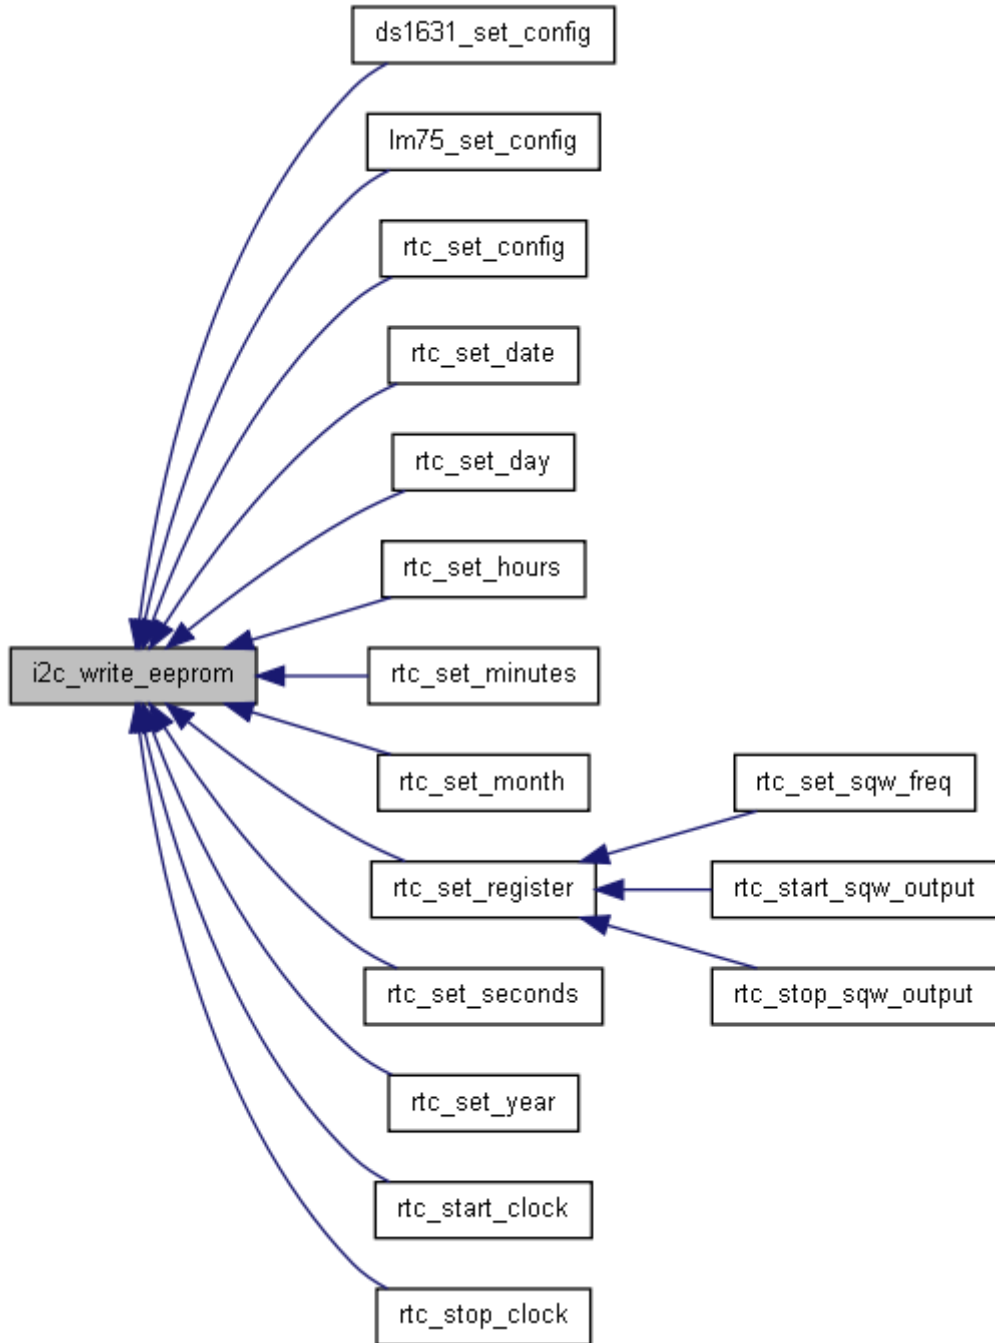 ds1631_set_config
lm75_set_config
rtc_set_config
rtc_set_date
rtc_set_day
rtc_set_hours
i2c_write_eeprom
rtc_set_minutes
rtc_set_month
rtc_set_sqw_freq
rtc_set_register
rtc_start_sqw_output
rtc_set_seconds
rtc_stop_sqw_output
rtc_set_year
rtc_start_clock
rtc_stop_clock